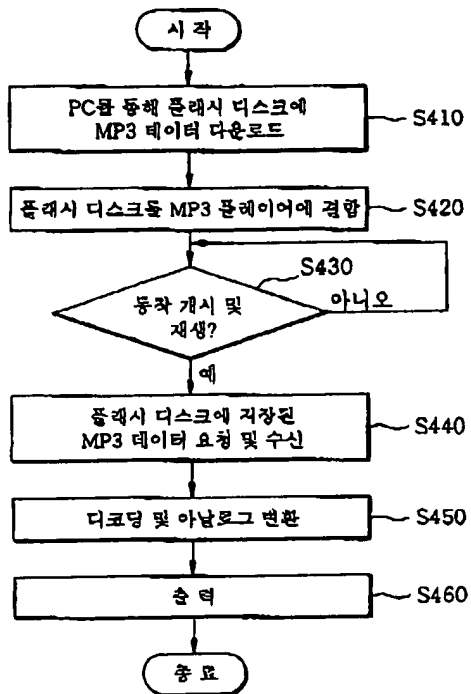 시 작
PC를 통해 플래시 디스크에
MP3 데이터 다운로드
S410
플래시 디스크를 MP3 플레이어에 결합
S420
S430
동작 개시 및
재생?
아니오
예
플래시 디스크에 저장된
MP3 데이터 요청 및 수신
S440
디코딩 및 아날로그 변환
S450
출 력
S460
종 료